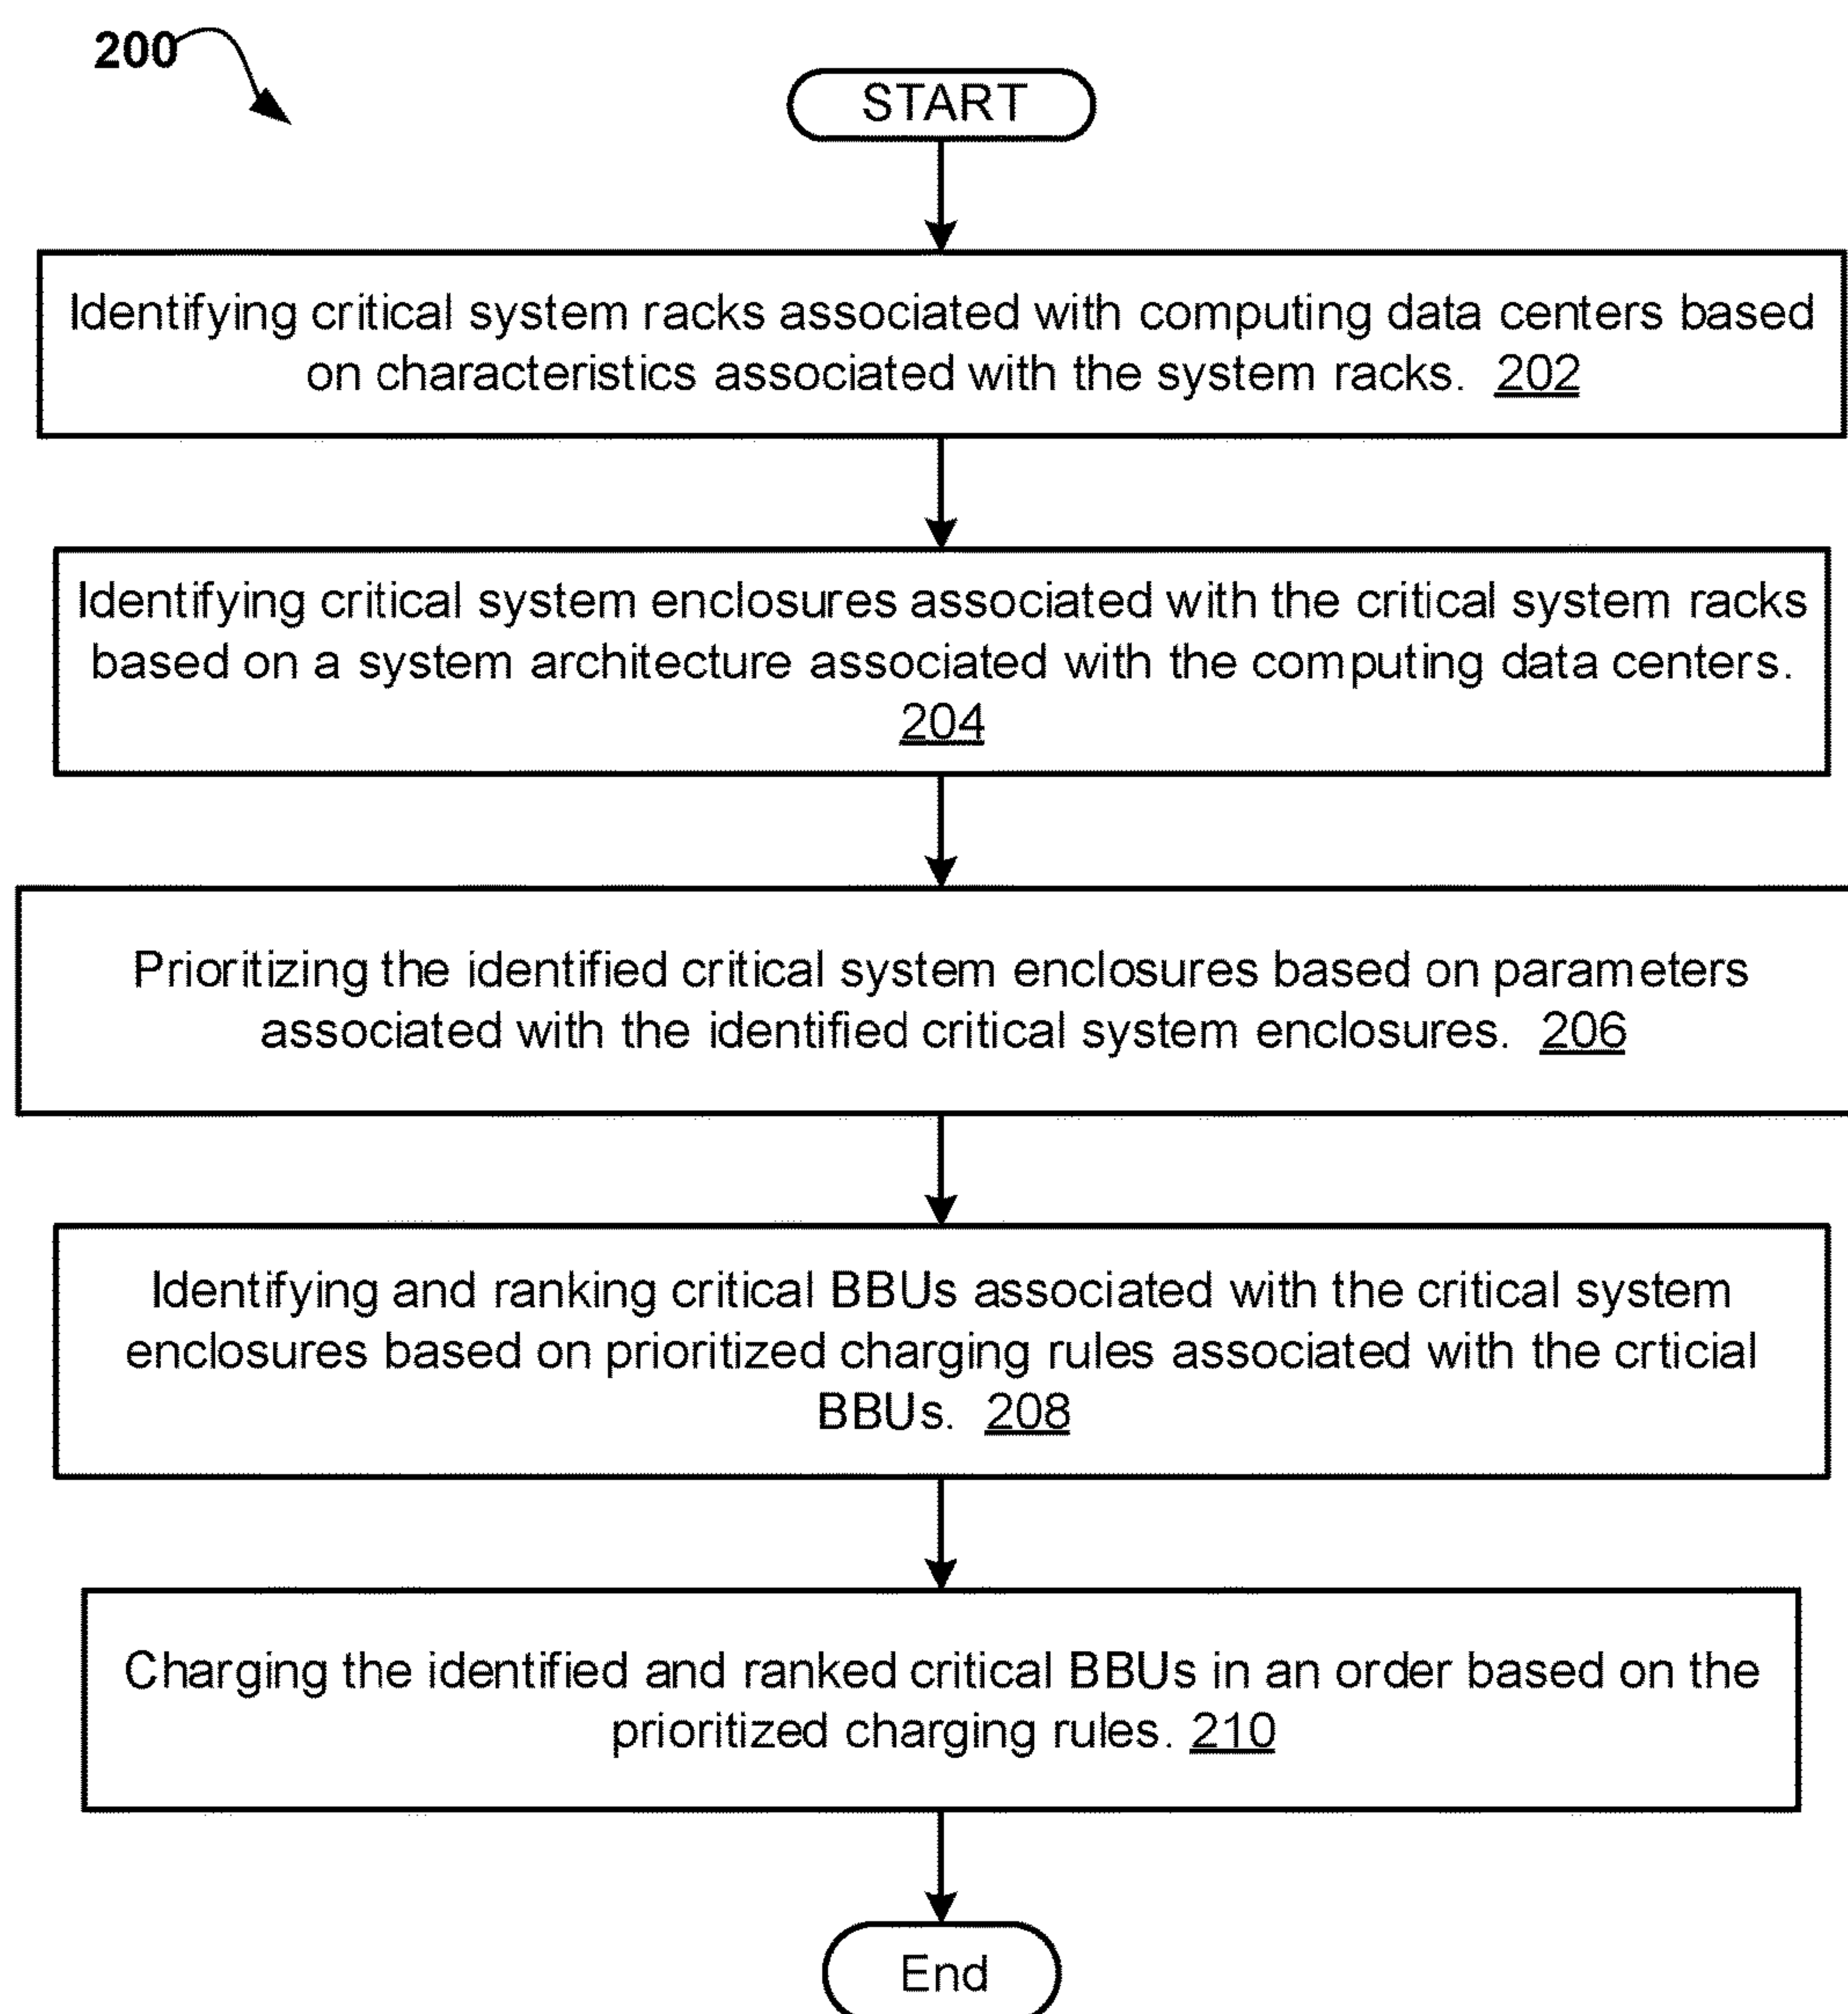 200
START
Identifying critical system racks associated with computing data centers based
on characteristics associated with the system racks. 202
Identifying critical system enclosures associated with the critical system racks
based on a system architecture associated with the computing data centers.
204
Prioritizing the identified critical system enclosures based on parameters
associated with the identified critical system enclosures. 206
Identifying and ranking critical BBUs associated with the critical system
enclosures based on prioritized charging rules associated with the crticial
BBUs. 208
Charging the identified and ranked critical BBUs in an order based on the
prioritized charging rules. 210
End